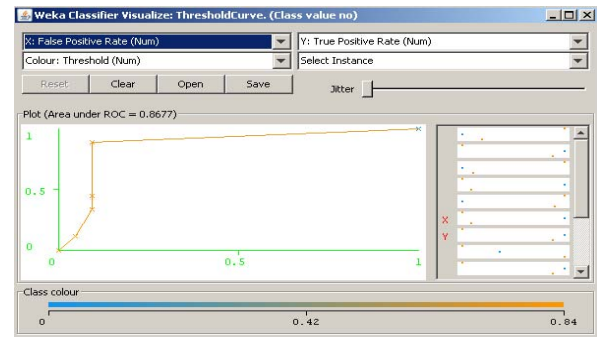 Weka Classifier Visualize: ThresholdCurve. (Class value no)
X: False Positive Rate (Num)
Y: True Positive Rate (Num)
Colour: Threshold (Num)
Select Instance
Reset
Clear
Open
Save
Jitter
Plot (Area under ROC = 0.8677)
1
0.5
0
0
0.5
1
X
Y
Class colour
0
0.42
0.84